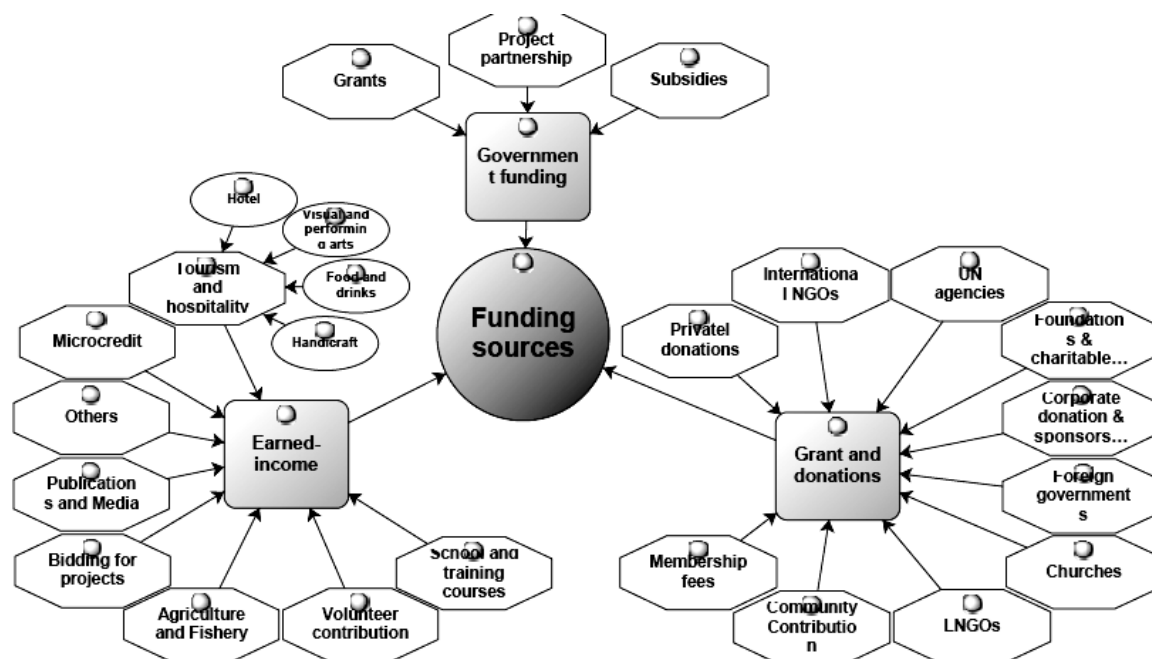 Project
partnership
Grants
Subsidies
Governmen
t funding
Hotel
Visual and
performin
g arts
Tourism and
hospitality
Food and
drinks
Handicraft
Funding
sources
Internationa
l NGOs
UN
agencies
Privatel
donations
Foundation
s &
charitable...
Microcredit
Others
Corporate
donation &
sponsors...
Earned-
income
Grant and
donations
Publication
s and Media
Foreign
government
s
Bidding for
projects
School and
training
courses
Membership
fees
Churches
Agriculture
and Fishery
Volunteer
contribution
Community
Contributio
n
LNGOs